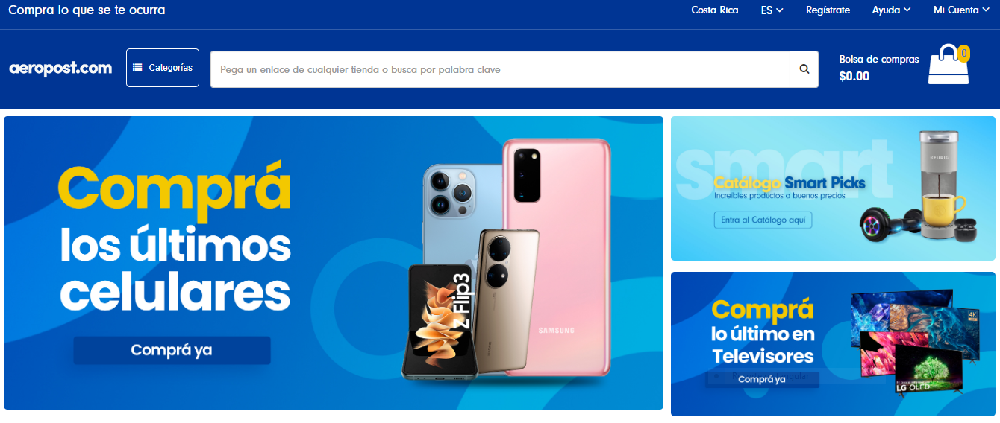 Compra lo que se te ocurra
Costa Rica
ES
Regístrate
Ayuda
Mi Cuenta
aeropost.com
Categorías
Pega un enlace de cualquier tienda o busca por palabra clave
Bolsa de compras
$0.00
0
Comprá
los últimos
celulares
Comprá ya
Z Flip3
HUAWEI
SAMSUNG
smart
Catálogo Smart Picks
Increíbles productos a buenos precios
Entra al Catálogo aquí
KEURIG
Comprá
lo último en
Televisores
Comprá ya
4K
LG OLED